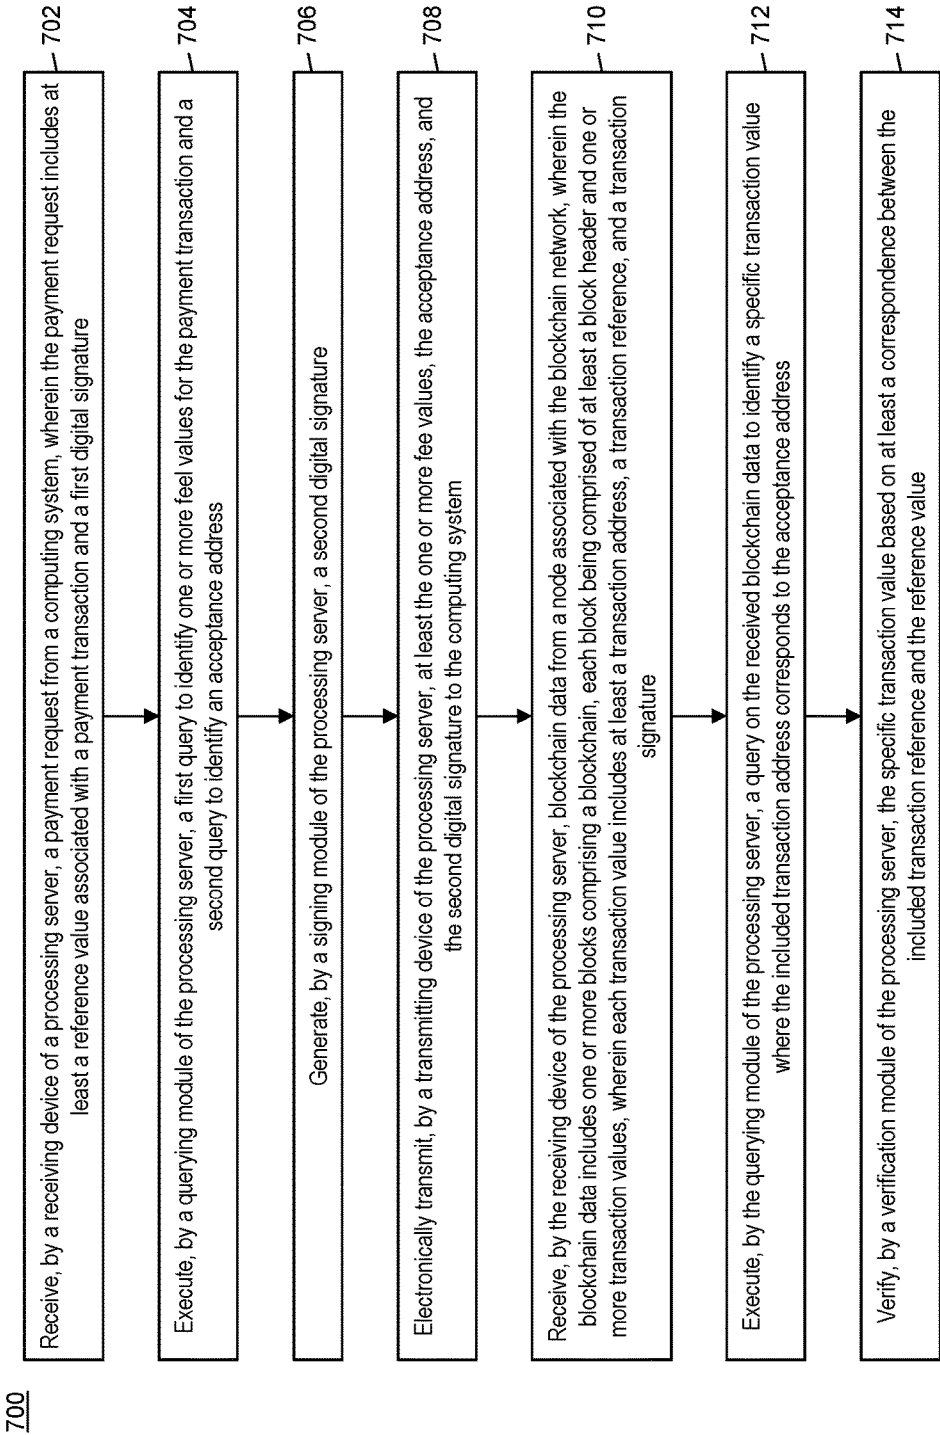 700
702
Receive, by a receiving device of a processing server, a payment request from a computing system, wherein the payment request includes at
least a reference value associated with a payment transaction and a first digital signature
704
Execute, by a querying module of the processing server, a first query to identify one or more feel values for the payment transaction and a
second query to identify an acceptance address
706
Generate, by a signing module of the processing server, a second digital signature
708
Electronically transmit, by a transmitting device of the processing server, at least the one or more fee values, the acceptance address, and
the second digital signature to the computing system
710
Receive, by the receiving device of the processing server, blockchain data from a node associated with the blockchain network, wherein the
blockchain data includes one or more blocks comprising a blockchain, each block being comprised of at least a block header and one or
more transaction values, wherein each transaction value includes at least a transaction address, a transaction reference, and a transaction
signature
712
Execute, by the querying module of the processing server, a query on the received blockchain data to identify a specific transaction value
where the included transaction address corresponds to the acceptance address
714
Verify, by a verification module of the processing server, the specific transaction value based on at least a correspondence between the
included transaction reference and the reference value